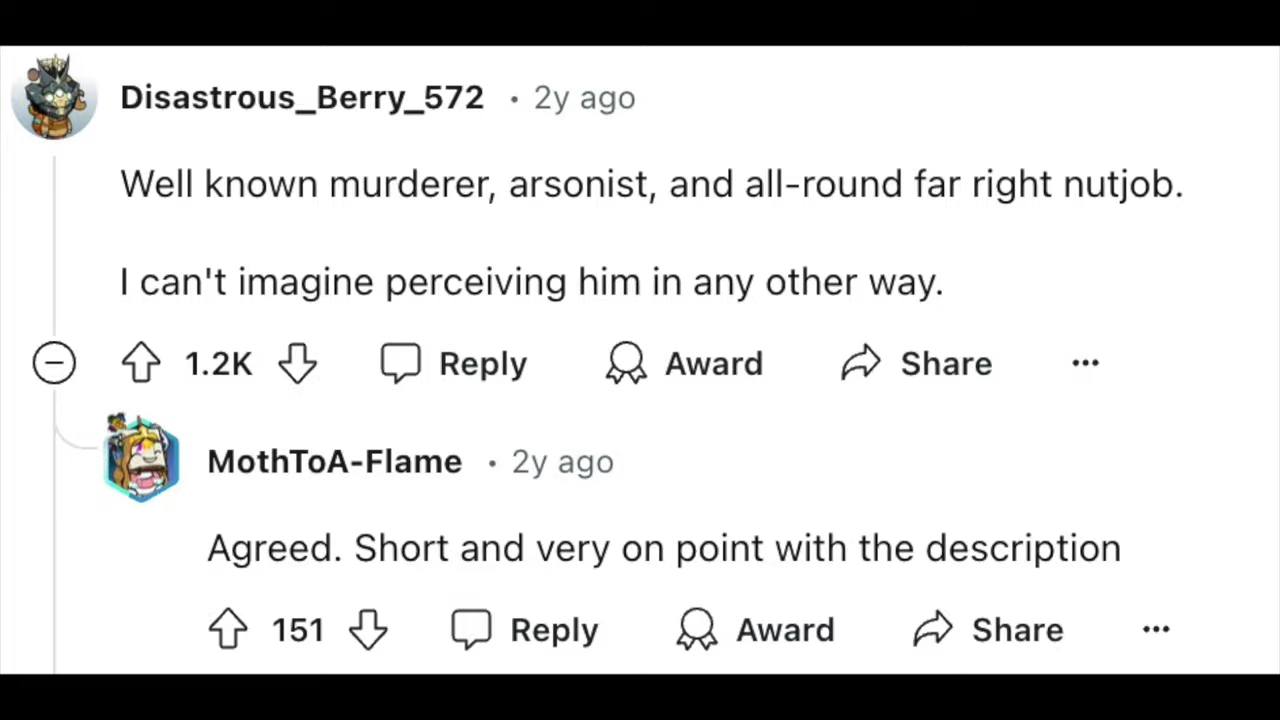 Disastrous_Berry_572 • 2y ago
Well known murderer, arsonist, and all-round far right nutjob.
I can't imagine perceiving him in any other way.
1.2K Reply Award Share ...
MothToA-Flame • 2y ago
Agreed. Short and very on point with the description
151 Reply Award Share ...